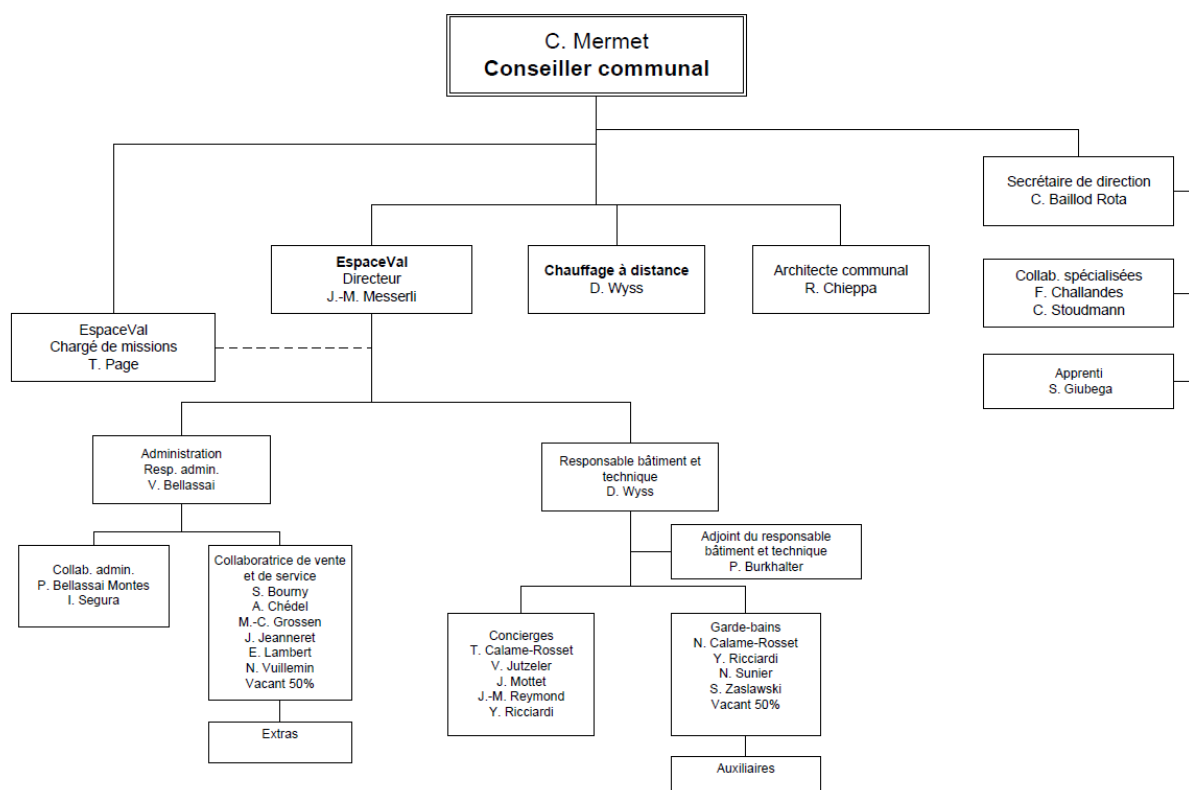 C. Mermet
Conseiller communal
Secrétaire de direction
C. Baillod Rota
EspaceVal
Directeur
J.-M. Messerli
Chauffage à distance
D. Wyss
Architecte communal
R. Chieppa
Collab. spécialisées
F. Challandes
C. Stoudmann
EspaceVal
Chargé de missions
T. Page
Apprenti
S. Giubega
Administration
Resp. admin.
V. Bellassai
Responsable bâtiment et
technique
D. Wyss
Adjoint du responsable
bâtiment et technique
P. Burkhalter
Collab. admin.
P. Bellassai Montes
I. Segura
Collaboratrice de vente
et de service
S. Bourny
A. Chédel
M.-C. Grossen
J. Jeanneret
E. Lambert
N. Vuillemin
Vacant 50%
Extras
Concierges
T. Calame-Rosset
V. Jutzeler
J. Mottet
J.-M. Reymond
Y. Ricciardi
Garde-bains
N. Calame-Rosset
Y. Ricciardi
N. Sunier
S. Zaslawski
Vacant 50%
Auxiliaires